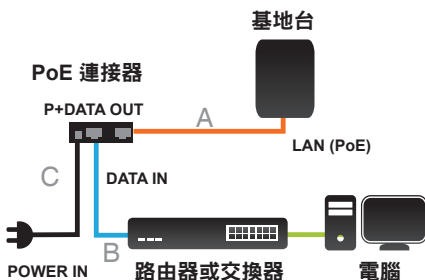 基地台
PoE 連接器
P+DATA OUT
A
LAN (PoE)
C
DATA IN
B
POWER IN
路由器或交換器
電腦